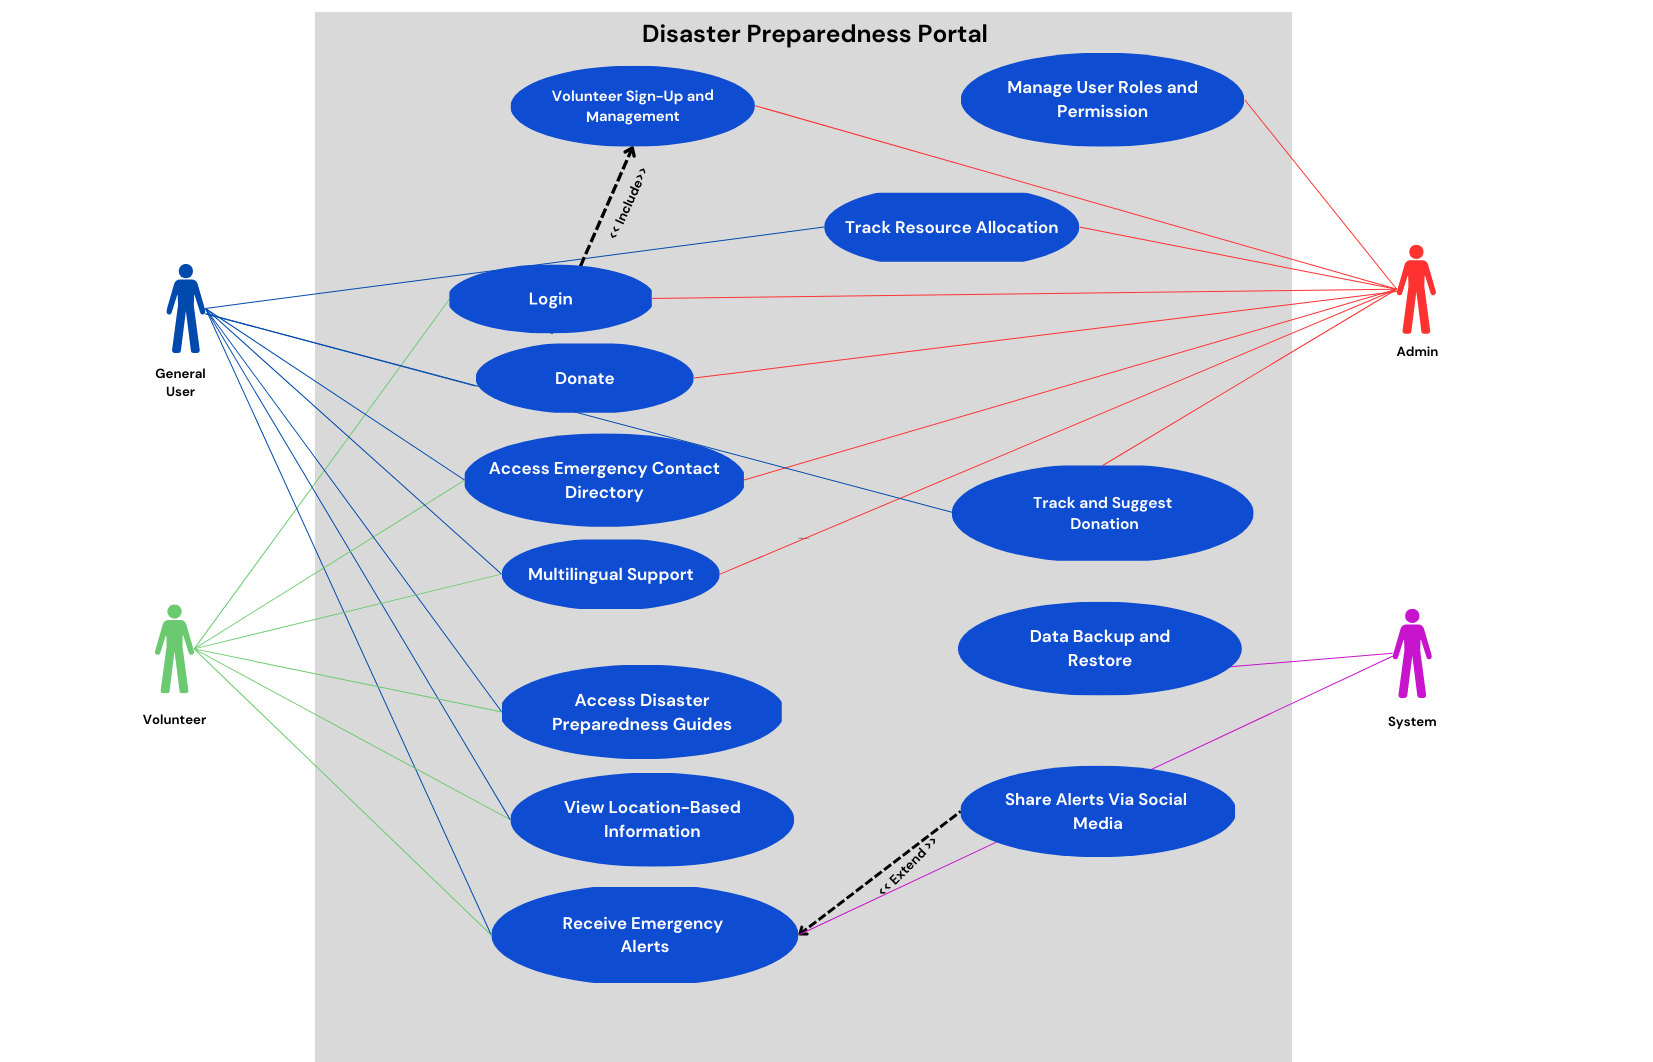 Disaster Preparedness Portal
Volunteer Sign-Up and
Management
Manage User Roles and
Permission
<< Include>>
Track Resource Allocation
Login
General
User
Admin
Donate
Access Emergency Contact
Directory
Track and Suggest
Donation
Multilingual Support
Data Backup and
Restore
Volunteer
System
Access Disaster
Preparedness Guides
View Location-Based
Information
Share Alerts Via Social
Media
<< Extend >>
Receive Emergency
Alerts